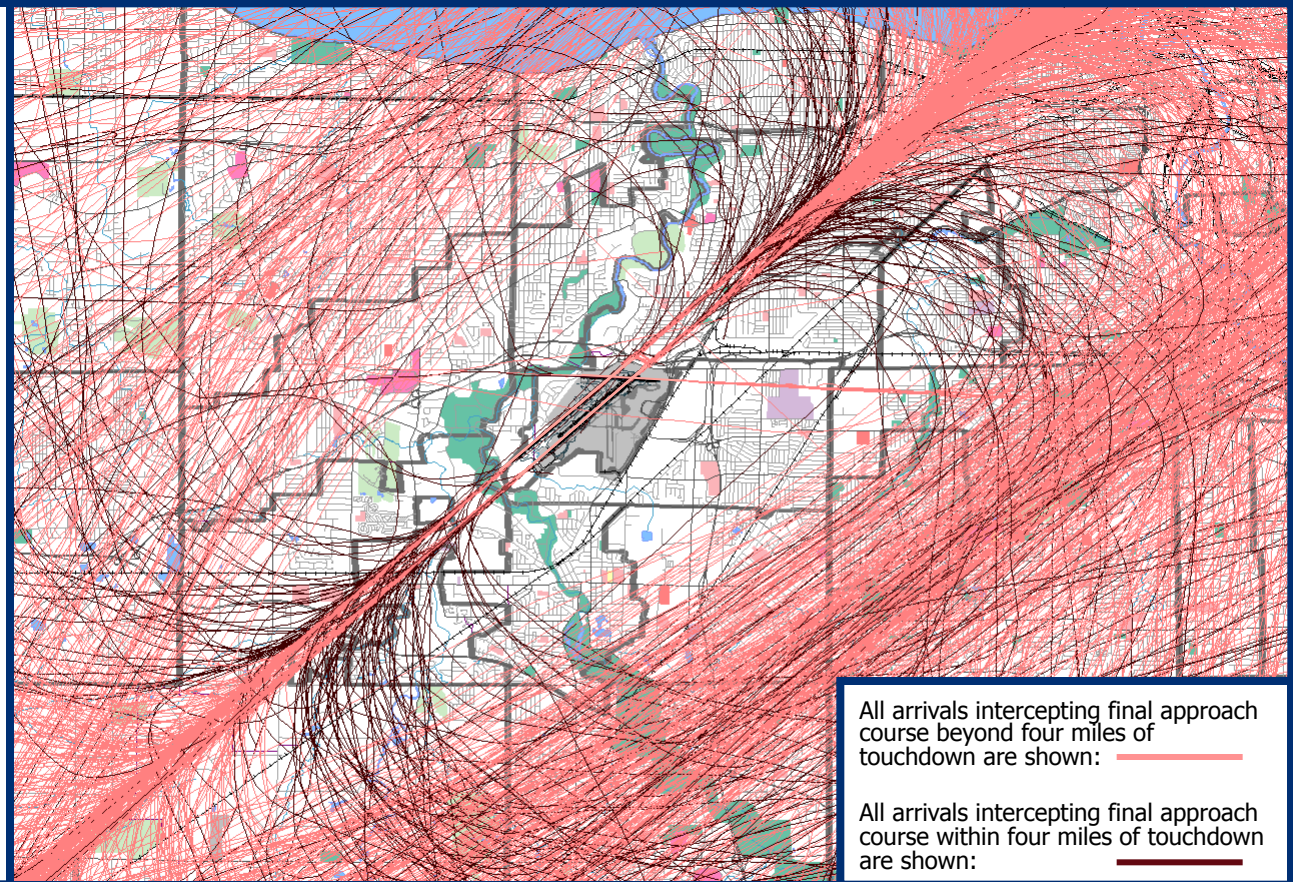 All arrivals intercepting final approach
course beyond four miles of
touchdown are shown:
All arrivals intercepting final approach
course within four miles of touchdown
are shown: